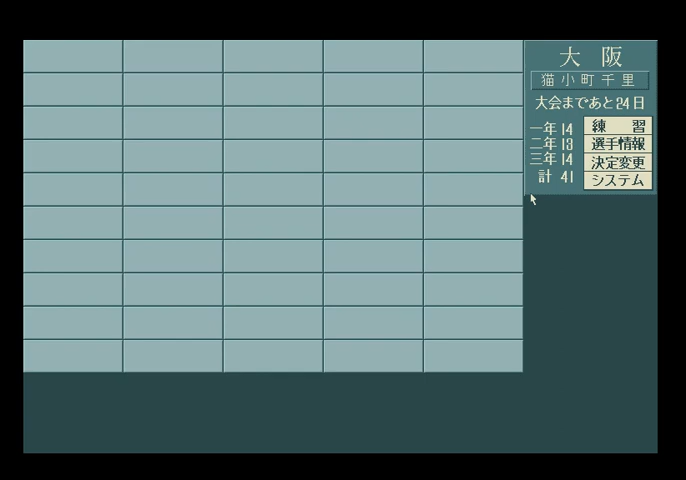 大阪
猫小町千里
大会まであと24日
一年 14
二年 13
三年 14
計 41
練習
選手情報
決定変更
システム